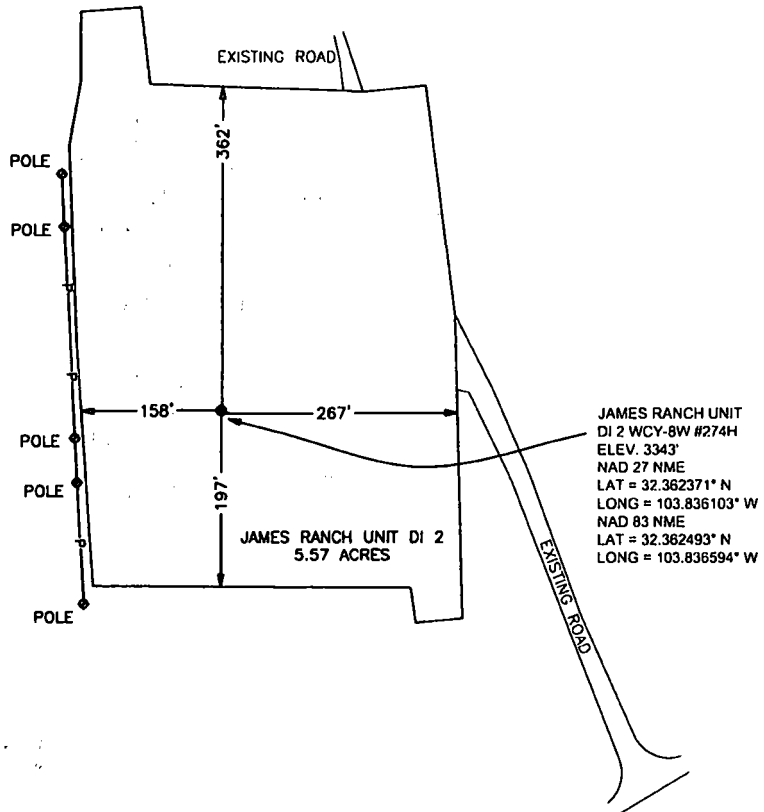 EXISTING ROAD
362'
POLE
POLE
P
P
158'
267'
JAMES RANCH UNIT
DI 2 WCY-8W #274H
ELEV. 3343'
NAD 27 NME
LAT = 32.362371° N
LONG = 103.836103° W
NAD 83 NME
LAT = 32.362493° N
LONG = 103.836594° W
POLE
POLE
197'
JAMES RANCH UNIT DI 2
5.57 ACRES
P
EXISTING ROAD
POLE